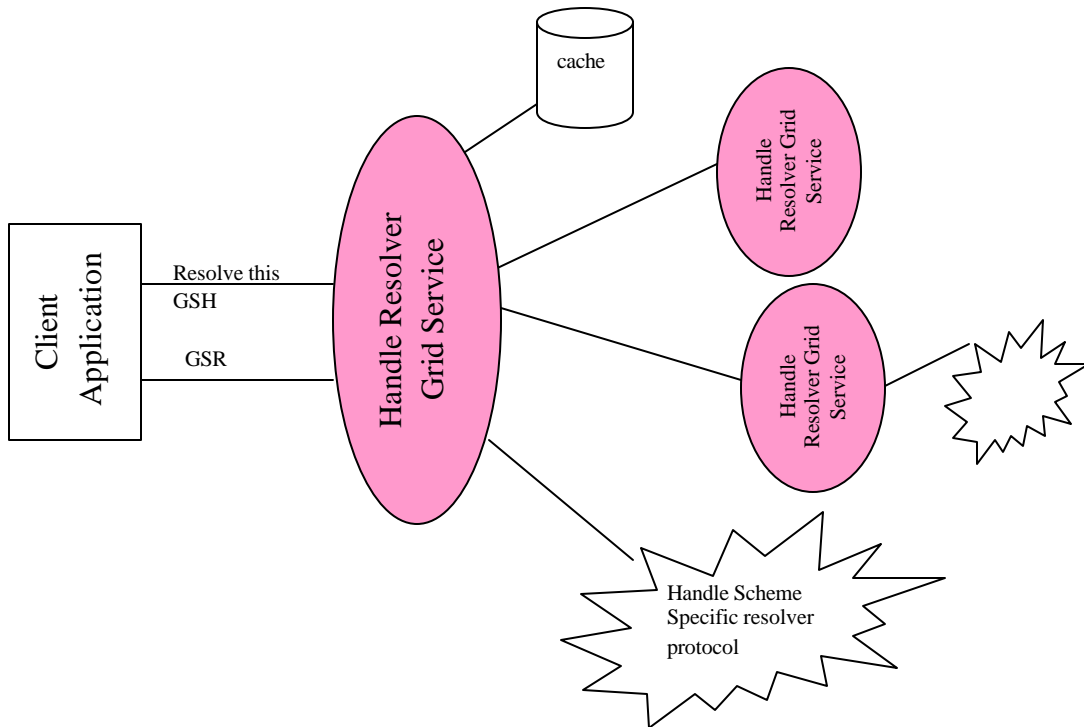 cache
Handle
Resolver Grid
Service
Client
Application
Resolve this
GSH
GSR
Handle Resolver
Grid Service
Handle
Resolver Grid
Service
Handle Scheme
Specific resolver
protocol